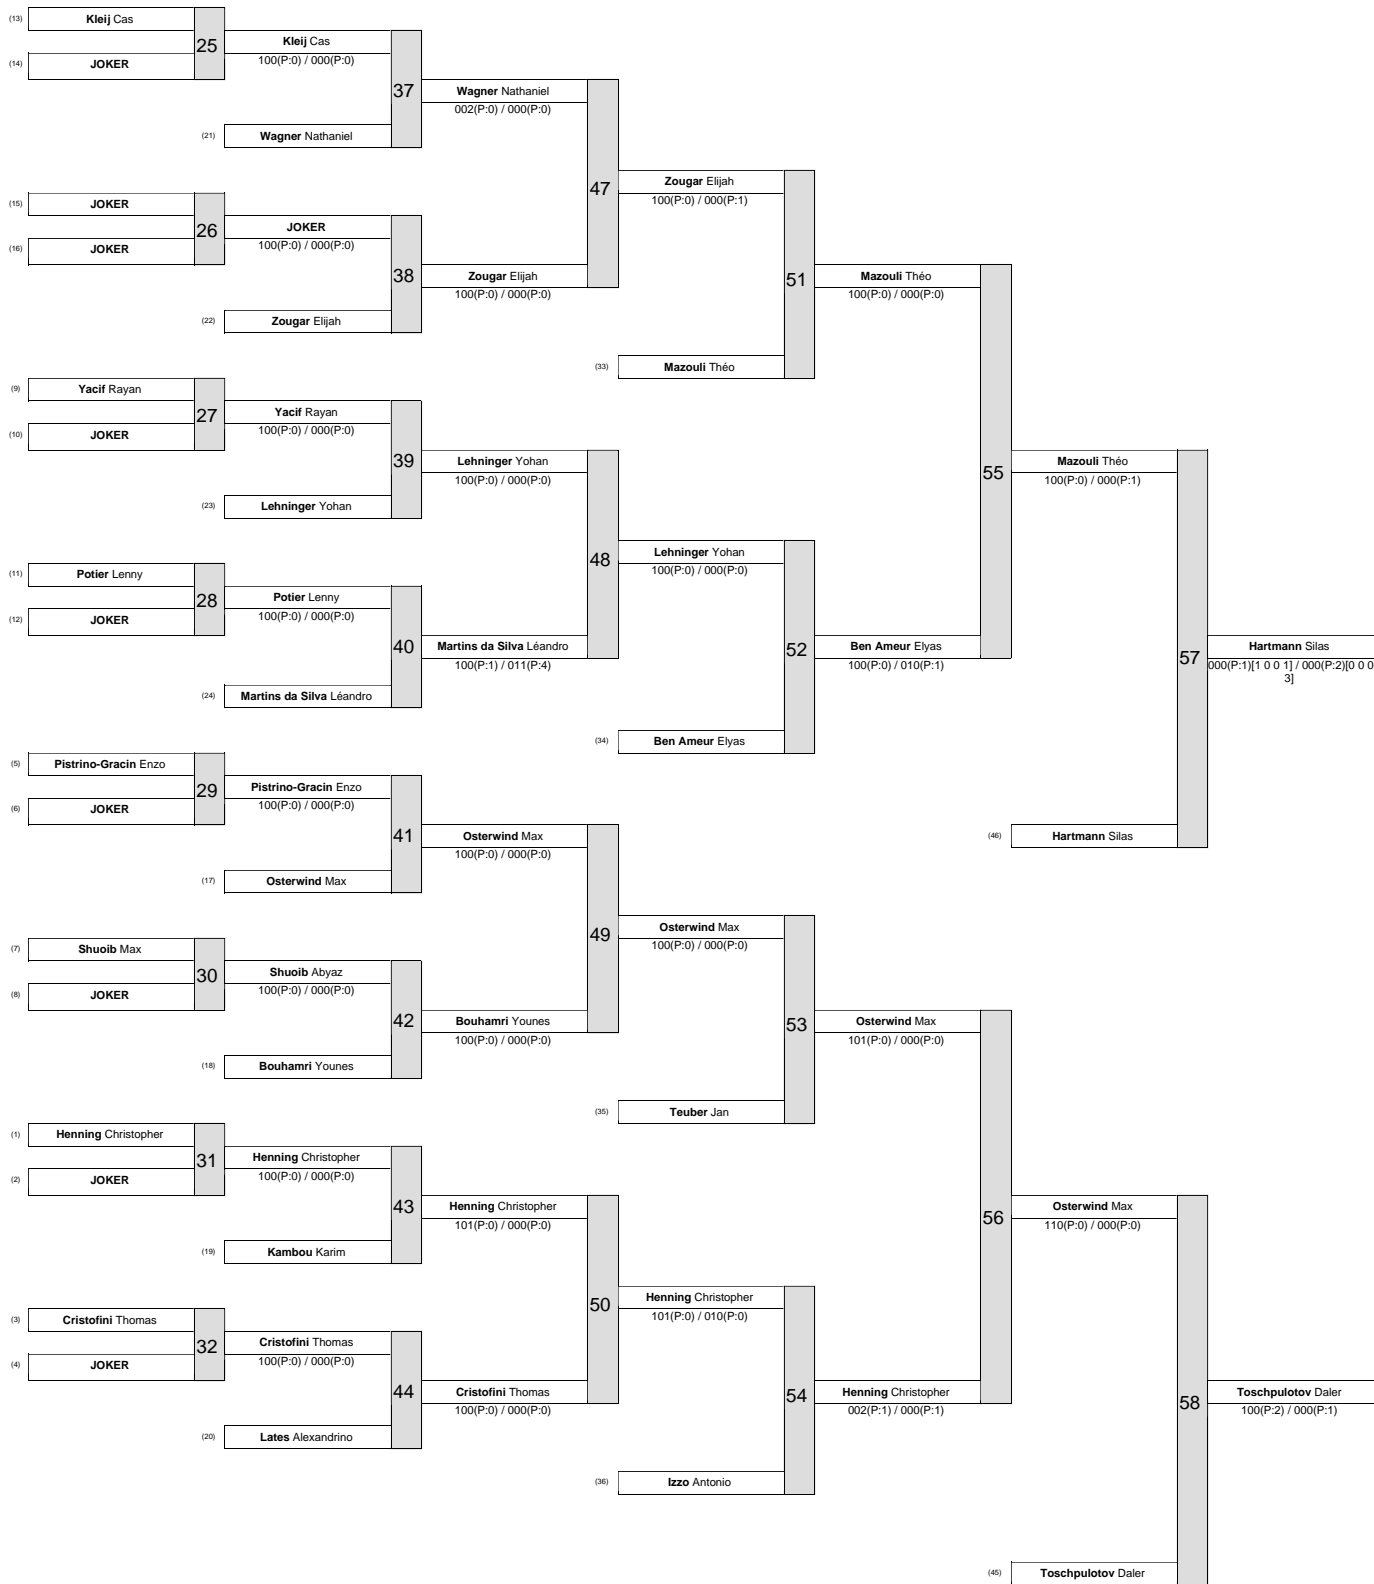 (13) Kleij Cas
25
Kleij Cas
100(P:0) / 000(P:0)
(14) JOKER
37
Wagner Nathaniel
002(P:0) / 000(P:0)
(21) Wagner Nathaniel
47
Zougar Elijah
100(P:0) / 000(P:1)
(15) JOKER
26
JOKER
100(P:0) / 000(P:0)
(16) JOKER
38
Zougar Elijah
100(P:0) / 000(P:0)
(22) Zougar Elijah
51
Mazouli Théo
100(P:0) / 000(P:0)
(33) Mazouli Théo
(9) Yacif Rayan
27
Yacif Rayan
100(P:0) / 000(P:0)
(10) JOKER
39
Lehninger Yohan
100(P:0) / 000(P:0)
(23) Lehninger Yohan
55
Mazouli Théo
100(P:0) / 000(P:1)
48
Lehninger Yohan
100(P:0) / 000(P:0)
(11) Potier Lenny
28
Potier Lenny
100(P:0) / 000(P:0)
(12) JOKER
40
Martins da Silva Léandro
100(P:1) / 011(P:4)
(24) Martins da Silva Léandro
52
Ben Ameur Elyas
100(P:0) / 010(P:1)
(34) Ben Ameur Elyas
57
Hartmann Silas
000(P:1)[1 0 0 1] / 000(P:2)[0 0 0
3]
(46) Hartmann Silas
(5) Pistrino-Gracin Enzo
29
Pistrino-Gracin Enzo
100(P:0) / 000(P:0)
(6) JOKER
41
Osterwind Max
100(P:0) / 000(P:0)
(17) Osterwind Max
49
Osterwind Max
100(P:0) / 000(P:0)
(7) Shuoib Max
30
Shuoib Abyaz
100(P:0) / 000(P:0)
(8) JOKER
42
Bouhamri Younes
100(P:0) / 000(P:0)
(18) Bouhamri Younes
53
Osterwind Max
101(P:0) / 000(P:0)
(35) Teuber Jan
(1) Henning Christopher
31
Henning Christopher
100(P:0) / 000(P:0)
(2) JOKER
43
Henning Christopher
101(P:0) / 000(P:0)
(19) Kambou Karim
56
Osterwind Max
110(P:0) / 000(P:0)
50
Henning Christopher
101(P:0) / 010(P:0)
(3) Cristofini Thomas
32
Cristofini Thomas
100(P:0) / 000(P:0)
(4) JOKER
44
Cristofini Thomas
100(P:0) / 000(P:0)
(20) Lates Alexandrino
54
Henning Christopher
002(P:1) / 000(P:1)
(36) Izzo Antonio
58
Toschpulotov Daler
100(P:2) / 000(P:1)
(45) Toschpulotov Daler